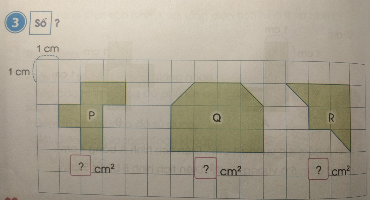 3 Số ?
1 cm
1 cm
P Q R
? cm² ? cm² ? cm²